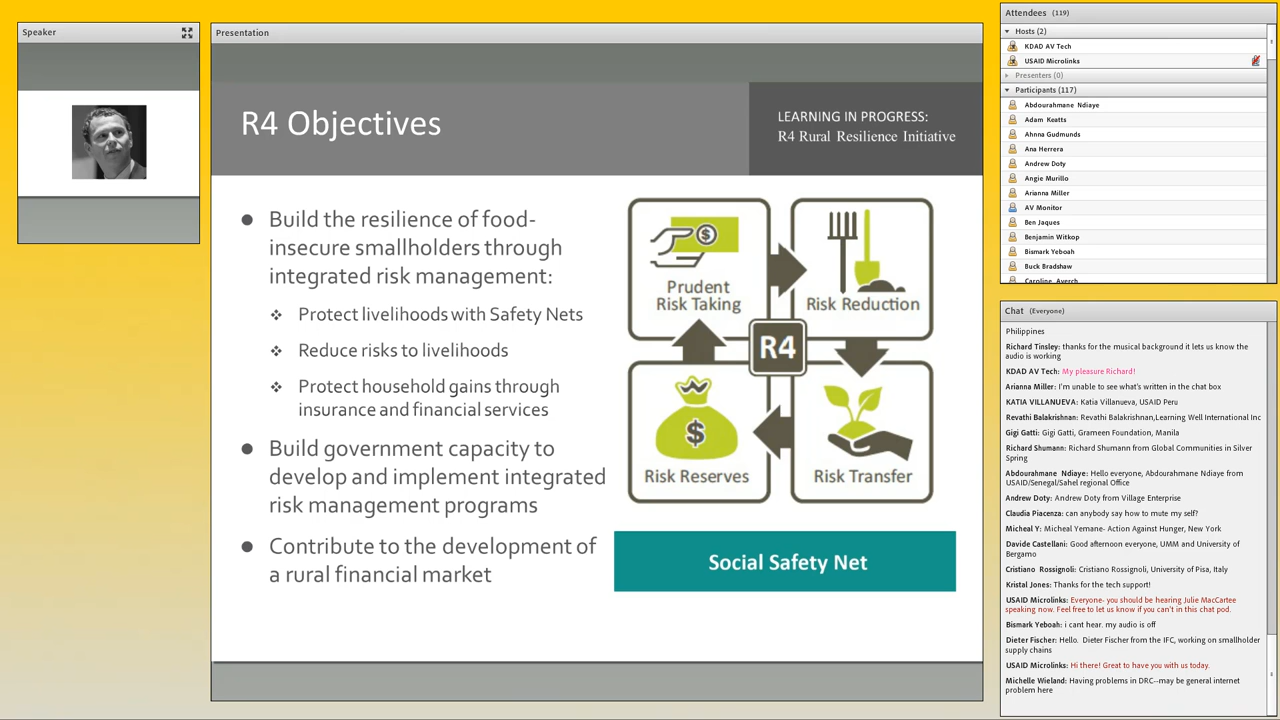 Speaker
Presentation
R4 Objectives
LEARNING IN PROGRESS:
R4 Rural Resilience Initiative
● Build the resilience of food-
insecure smallholders through
integrated risk management:
❖ Protect livelihoods with Safety Nets
❖ Reduce risks to livelihoods
❖ Protect household gains through
insurance and financial services
● Build government capacity to
develop and implement integrated
risk management programs
● Contribute to the development of
a rural financial market
$
Prudent
Risk Taking
Risk Reduction
R4
$
Risk Reserves
Risk Transfer
Social Safety Net
Attendees (119)
Hosts (2)
KDAD AV Tech
USAID Microlinks
Presenters (0)
Participants (117)
Abdourahmane Ndiaye
Adam Keatts
Ahnna Gudmunds
Ana Herrera
Andrew Doty
Angie Murillo
Arianna Miller
AV Monitor
Ben Jaques
Benjamin Witkop
Bismark Yeboah
Buck Bradshaw
Caroline Averch
Chat (Everyone)
Philippines
Richard Tinsley: thanks for the musical background it lets us know the
audio is working
KDAD AV Tech: My pleasure Richard!
Arianna Miller: I'm unable to see what's written in the chat box
KATIA VILLANUEVA: Katia Villanueva, USAID Peru
Revathi Balakrishnan: Revathi Balakrishnan,Learning Well International Inc
Gigi Gatti: Gigi Gatti, Grameen Foundation, Manila
Richard Shumann: Richard Shumann from Global Communities in Silver
Spring
Abdourahmane Ndiaye: Hello everyone, Abdourahmane Ndiaye from
USAID/Senegal/Sahel regional Office
Andrew Doty: Andrew Doty from Village Enterprise
Claudia Piacenza: can anybody say how to mute my self?
Micheal Y: Micheal Yemane- Action Against Hunger, New York
Davide Castellani: Good afternoon everyone, UMM and University of
Bergamo
Cristiano Rossignoli: Cristiano Rossignoli, University of Pisa, Italy
Kristal Jones: Thanks for the tech support!
USAID Microlinks: Everyone- you should be hearing Julie MacCartee
speaking now. Feel free to let us know if you can't in this chat pod.
Bismark Yeboah: i cant hear. my audio is off
Dieter Fischer: Hello. Dieter Fischer from the IFC, working on smallholder
supply chains
USAID Microlinks: Hi there! Great to have you with us today.
Michelle Wieland: Having problems in DRC--may be general internet
problem here